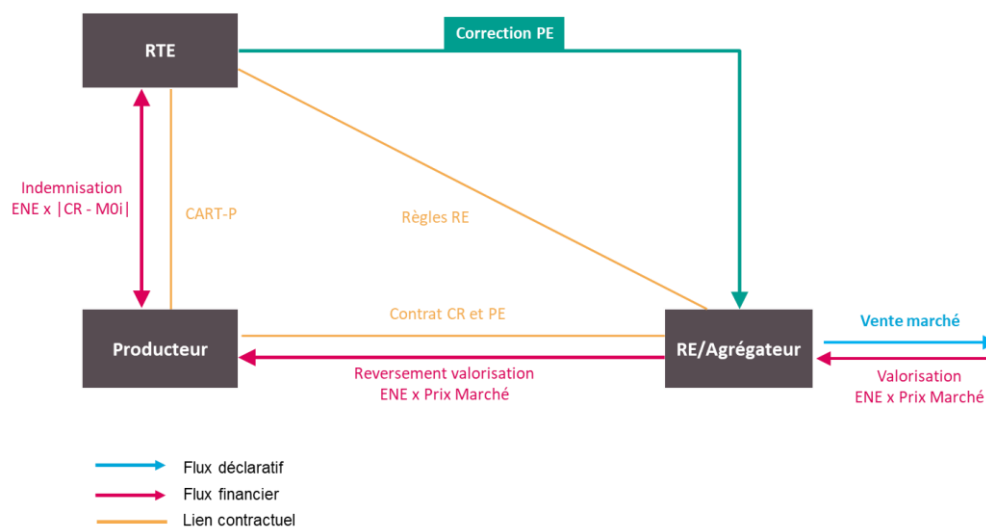 Correction PE
RTE
Indemnisation
ENE x |CR - M0i|
CART-P
Règles RE
Contrat CR et PE
Producteur
RE/Agrégateur
Vente marché
Reversement valorisation
ENE x Prix Marché
Valorisation
ENE x Prix Marché
Flux déclaratif
Flux financier
Lien contractuel